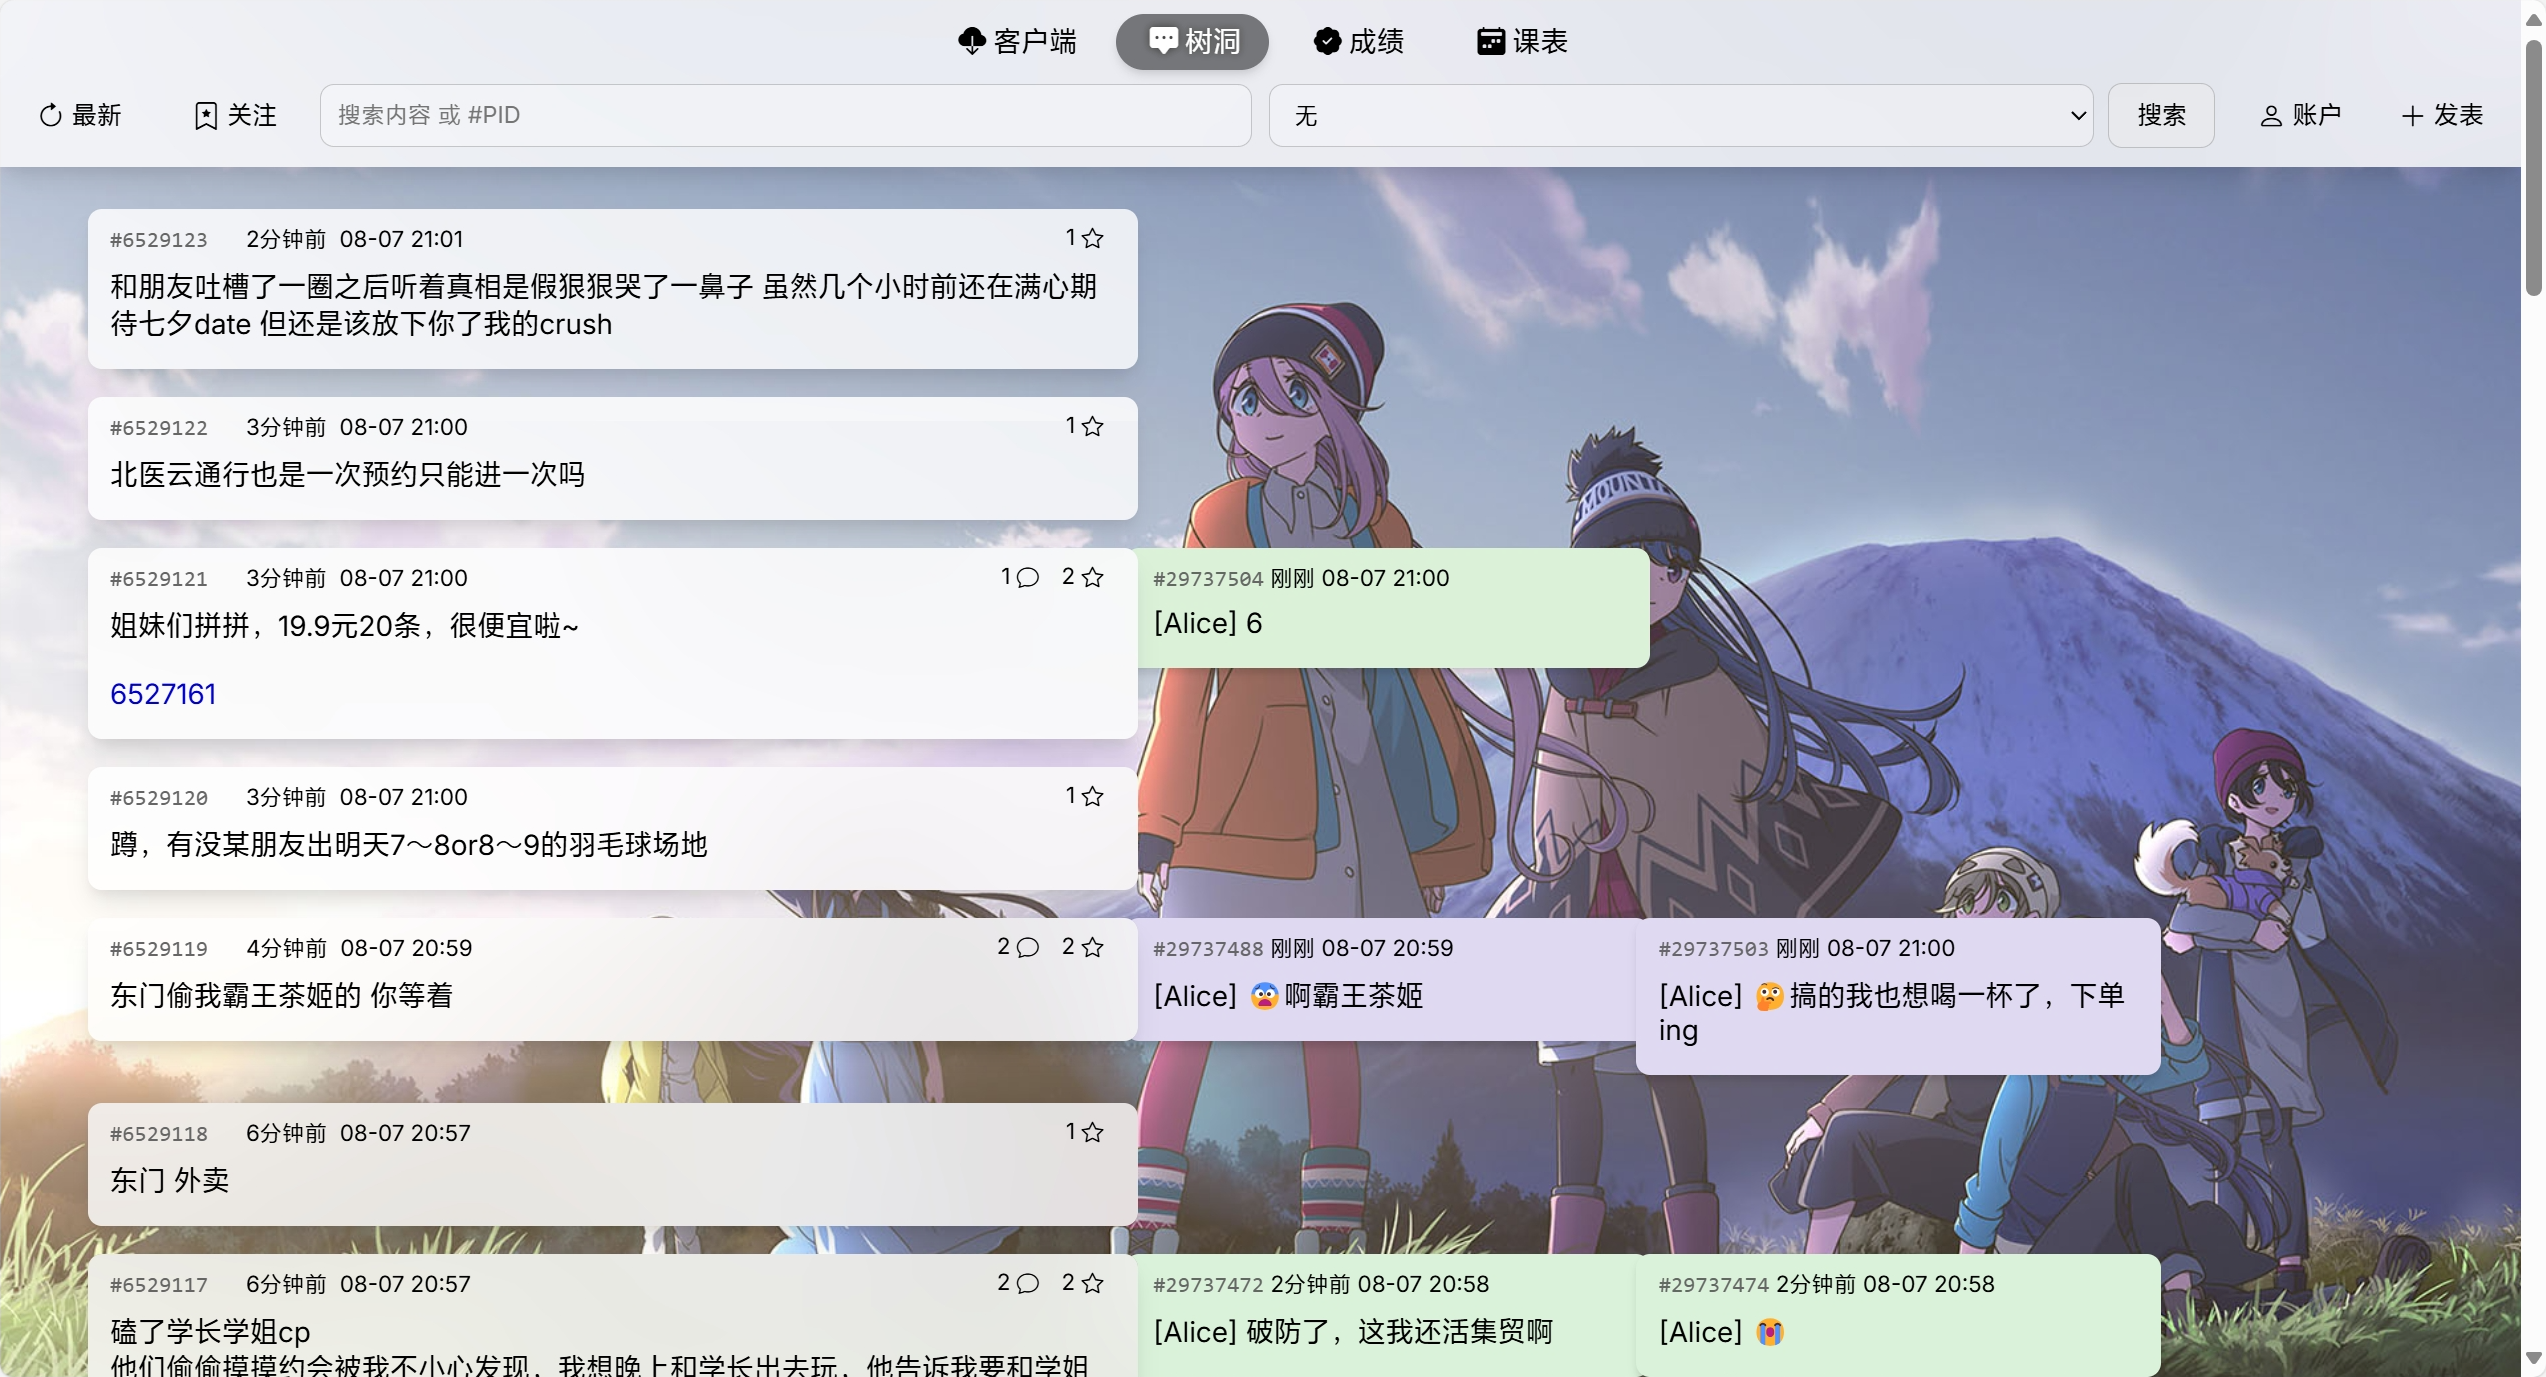 客户端 树洞 成绩 课表
最新 关注 搜索内容 或 #PID 无 搜索 账户 发表
#6529123 2分钟前 08-07 21:01 1
和朋友吐槽了一圈之后听着真相是假狠狠哭了一鼻子 虽然几个小时前还在满心期
待七夕date 但还是该放下你了我的crush
#6529122 3分钟前 08-07 21:00 1
北医云通行也是一次预约只能进一次吗
MOUNT
#6529121 3分钟前 08-07 21:00 1 2
姐妹们拼拼，19.9元20条，很便宜啦~
6527161
#29737504 刚刚 08-07 21:00
[Alice] 6
#6529120 3分钟前 08-07 21:00 1
蹲，有没某朋友出明天7～8or8～9的羽毛球场地
#6529119 4分钟前 08-07 20:59 2 2
东门偷我霸王茶姬的 你等着
#29737488 刚刚 08-07 20:59
[Alice] 😨啊霸王茶姬
#29737503 刚刚 08-07 21:00
[Alice] 🤔搞的我也想喝一杯了，下单
ing
#6529118 6分钟前 08-07 20:57 1
东门 外卖
#6529117 6分钟前 08-07 20:57 2 2
磕了学长学姐cp
他们偷偷摸摸约会被我不小心发现，我想晚上和学长出去玩，他告诉我要和学姐
#29737472 2分钟前 08-07 20:58
[Alice] 破防了，这我还活集贸啊
#29737474 2分钟前 08-07 20:58
[Alice] 😭